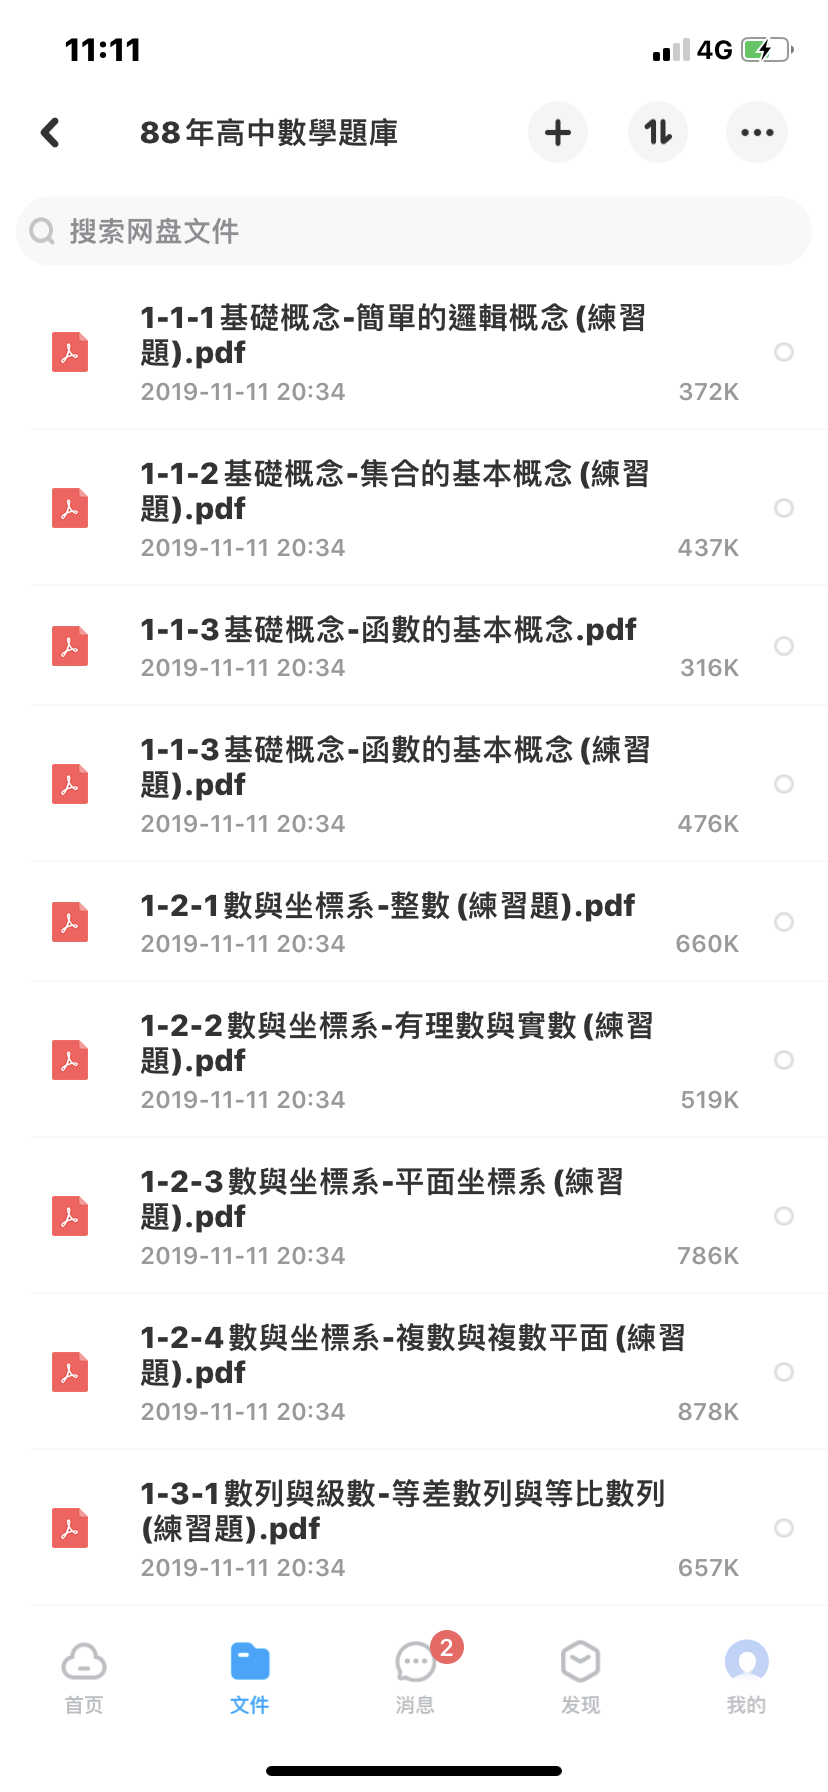 11:11 4G
88年高中數學題庫
搜索网盘文件
1-1-1基礎概念-簡單的邏輯概念(練習
題).pdf
2019-11-11 20:34 372K
1-1-2基礎概念-集合的基本概念(練習
題).pdf
2019-11-11 20:34 437K
1-1-3基礎概念-函數的基本概念.pdf
2019-11-11 20:34 316K
1-1-3基礎概念-函數的基本概念(練習
題).pdf
2019-11-11 20:34 476K
1-2-1數與坐標系-整數(練習題).pdf
2019-11-11 20:34 660K
1-2-2數與坐標系-有理數與實數(練習
題).pdf
2019-11-11 20:34 519K
1-2-3數與坐標系-平面坐標系(練習
題).pdf
2019-11-11 20:34 786K
1-2-4數與坐標系-複數與複數平面(練習
題).pdf
2019-11-11 20:34 878K
1-3-1數列與級數-等差數列與等比數列
(練習題).pdf
2019-11-11 20:34 657K
2
首页 文件 消息 发现 我的